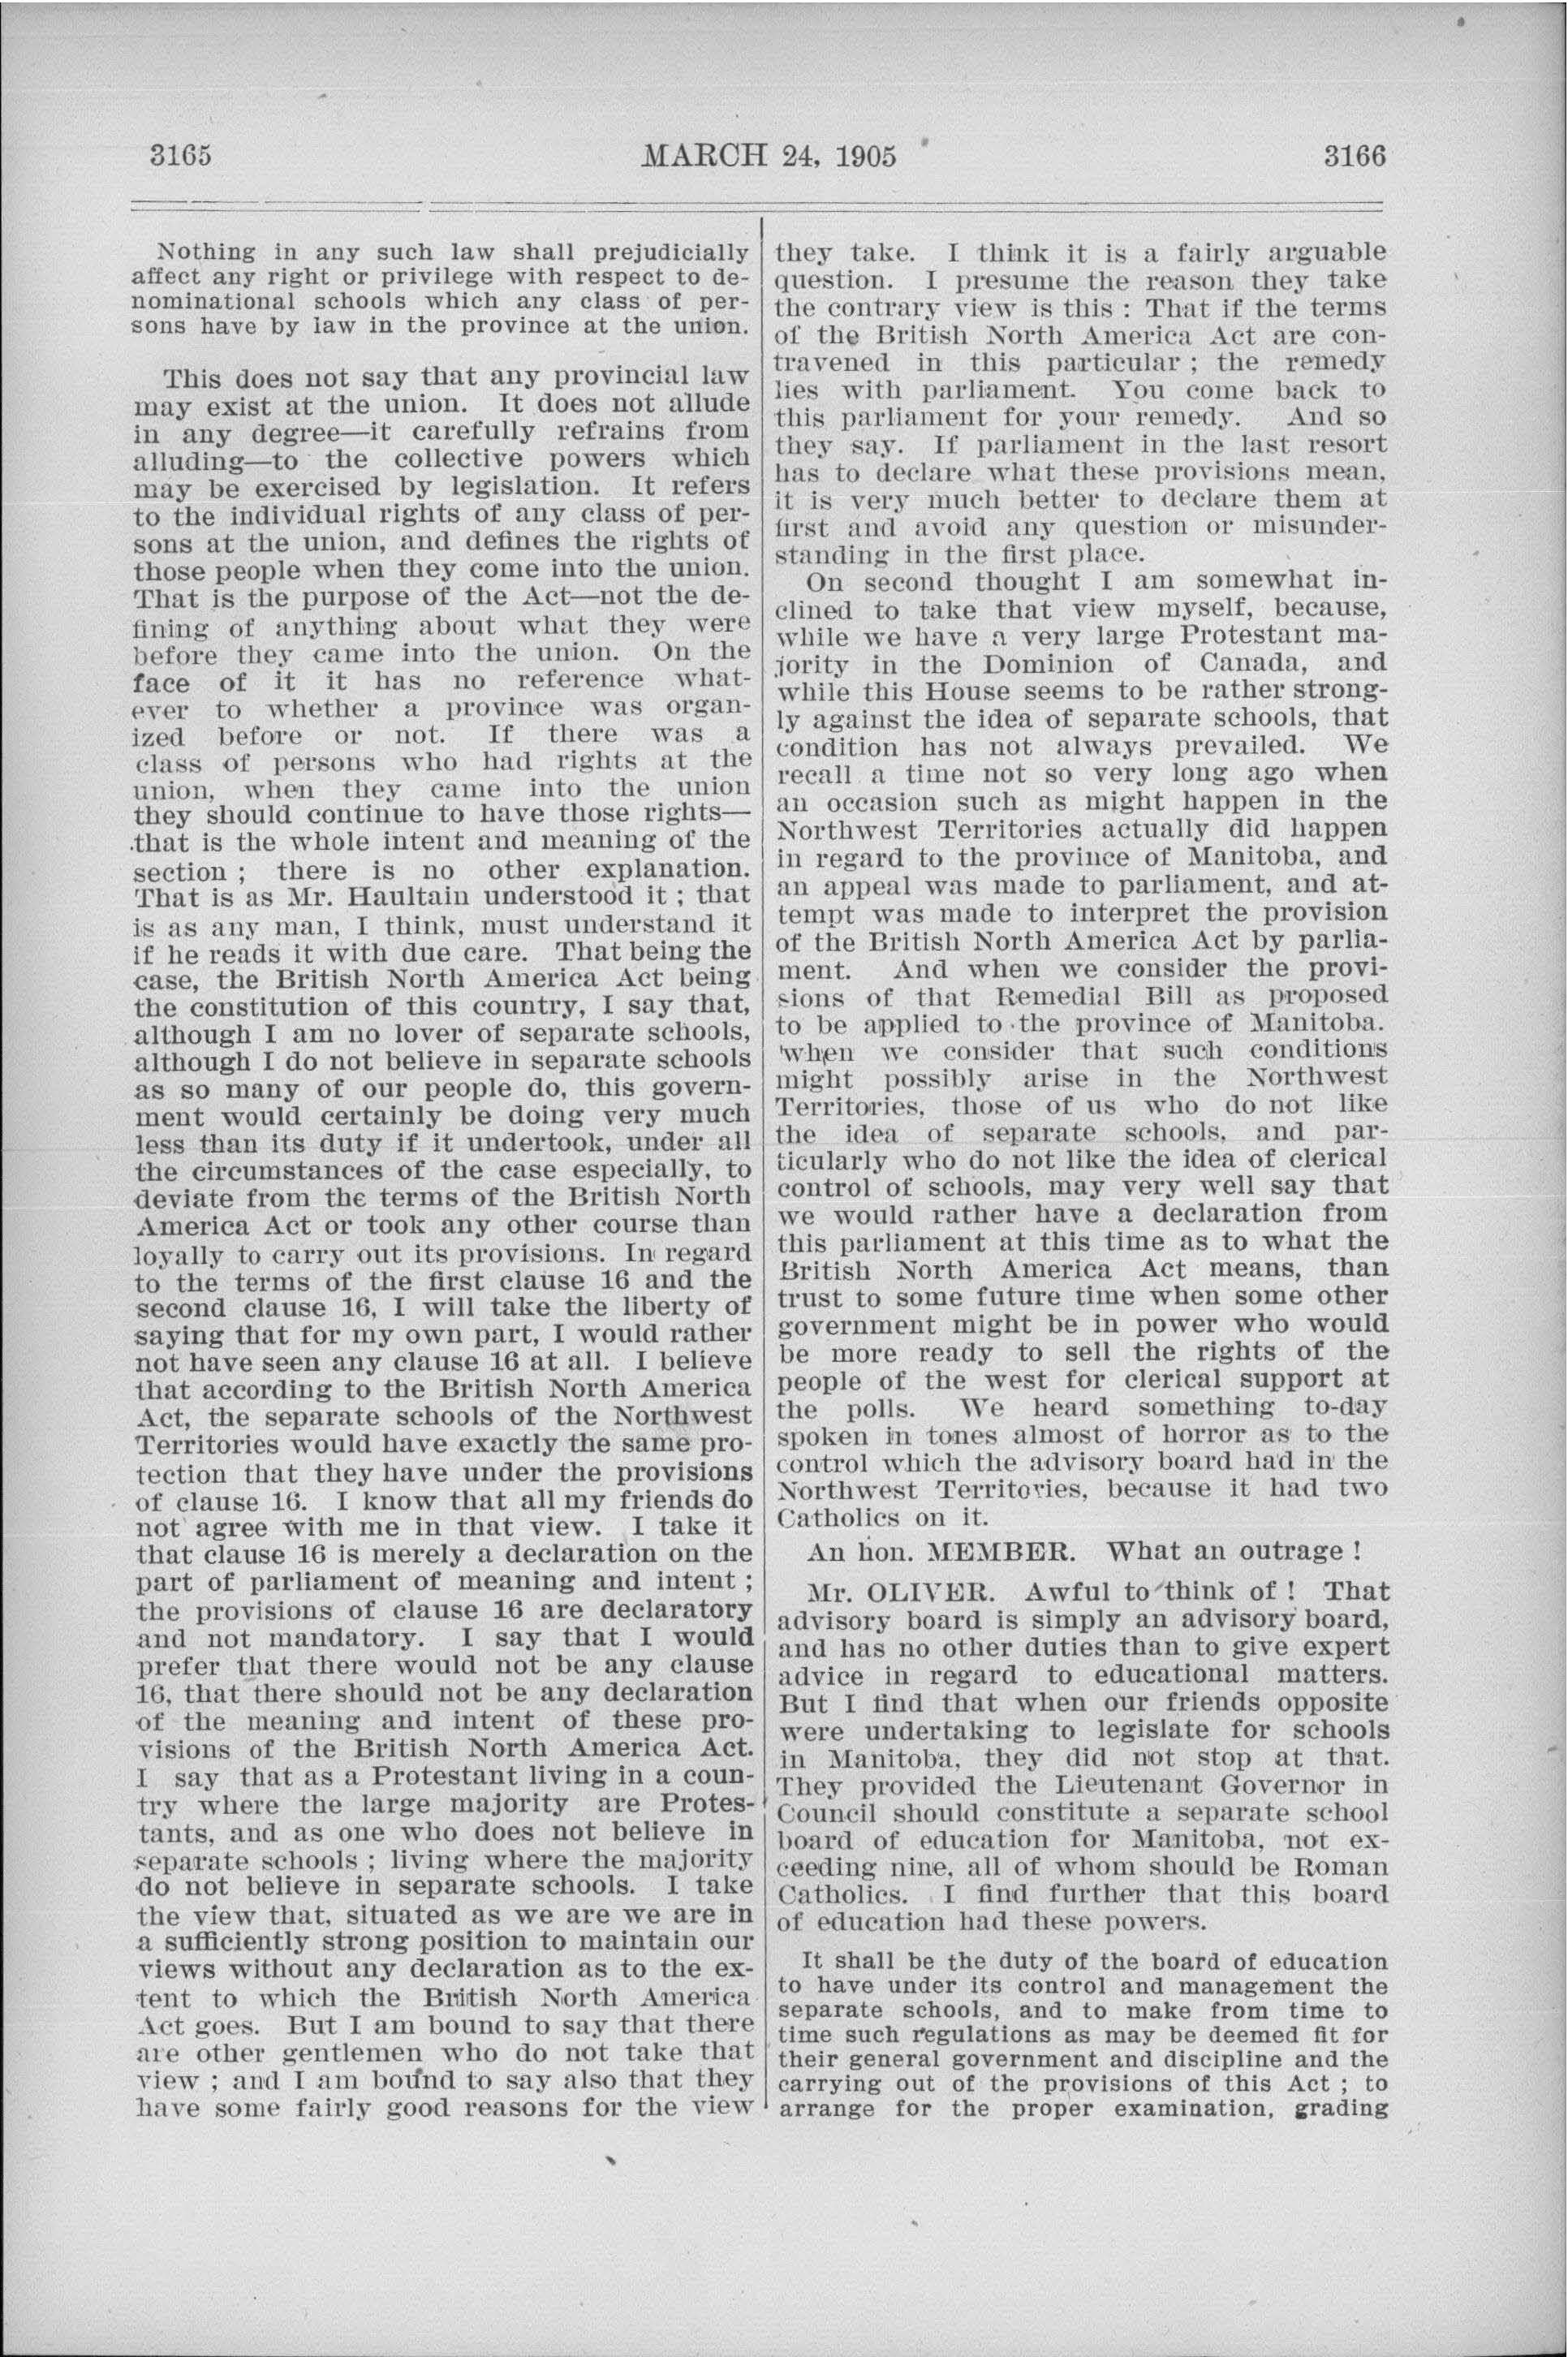 3165
MARCH 24, 1905
3166
Nothing in any such law shall prejudicially
affect any right or privilege with respect to de-
nominational schools which any class of per-
sons have by law in the province at the union.
This does not say that any provincial law
may exist at the union. It does not allude
in any degree—it carefully refrains from
alluding—to the collective powers which
may be exercised by legislation. It refers
to the individual rights of any class of per-
sons at the union, and defines the rights of
those people when they come into the union.
That is the purpose of the Act—not the de-
fining of anything about what they were
before they came into the union. On the
face of it it has no reference what-
ever to whether a province was organ-
ized before or not. If there was a
class of persons who had rights at the
union, when they came into the union
they should continue to have those rights—
that is the whole intent and meaning of the
section ; there is no other explanation.
That is as Mr. Haultain understood it ; that
is as any man, I think, must understand it
if he reads it with due care. That being the
case, the British North America Act being
the constitution of this country, I say that,
although I am no lover of separate schools,
although I do not believe in separate schools
as so many of our people do, this govern-
ment would certainly be doing very much
less than its duty if it undertook, under all
the circumstances of the case especially, to
deviate from the terms of the British North
America Act or took any other course than
loyally to carry out its provisions. In regard
to the terms of the first clause 16 and the
second clause 16, I will take the liberty of
saying that for my own part, I would rather
not have seen any clause 16 at all. I believe
that according to the British North America
Act, the separate schools of the Northwest
Territories would have exactly the same pro-
tection that they have under the provisions
of clause 16. I know that all my friends do
not agree with me in that view. I take it
that clause 16 is merely a declaration on the
part of parliament of meaning and intent ;
the provisions of clause 16 are declaratory
and not mandatory. I say that I would
prefer that there would not be any clause
16, that there should not be any declaration
of the meaning and intent of these pro-
visions of the British North America Act.
I say that as a Protestant living in a coun-
try where the large majority are Protes-
tants, and as one who does not believe in
separate schools ; living where the majority
do not believe in separate schools. I take
the view that, situated as we are we are in
a sufficiently strong position to maintain our
views without any declaration as to the ex-
tent to which the British North America
Act goes. But I am bound to say that there
are other gentlemen who do not take that
view ; and I am bound to say also that they
have some fairly good reasons for the view
they take. I think it is a fairly arguable
question. I presume the reason they take
the contrary view is this : That if the terms
of the British North America Act are con-
travened in this particular ; the remedy
lies with parliament. You come back to
this parliament for your remedy. And so
they say. If parliament in the last resort
has to declare what these provisions mean,
it is very much better to declare them at
first and avoid any question or misunder-
standing in the first place.
On second thought I am somewhat in-
clined to take that view myself, because,
while we have a very large Protestant ma-
jority in the Dominion of Canada, and
while this House seems to be rather strong-
ly against the idea of separate schools, that
condition has not always prevailed. We
recall a time not so very long ago when
an occasion such as might happen in the
Northwest Territories actually did happen
in regard to the province of Manitoba, and
an appeal was made to parliament, and at-
tempt was made to interpret the provision
of the British North America Act by parlia-
ment. And when we consider the provi-
sions of that Remedial Bill as proposed
to be applied to the province of Manitoba.
when we consider that such conditions
might possibly arise in the Northwest
Territories, those of us who do not like
the idea of separate schools, and par-
ticularly who do not like the idea of clerical
control of schools, may very well say that
we would rather have a declaration from
this parliament at this time as to what the
British North America Act means, than
trust to some future time when some other
government might be in power who would
be more ready to sell the rights of the
people of the west for clerical support at
the polls. We heard something to-day
spoken in tones almost of horror as to the
control which the advisory board had in the
Northwest Territories, because it had two
Catholics on it.
An hon. MEMBER. What an outrage !
Mr. OLIVER. Awful to think of ! That
advisory board is simply an advisory board,
and has no other duties than to give expert
advice in regard to educational matters.
But I find that when our friends opposite
were undertaking to legislate for schools
in Manitoba, they did not stop at that.
They provided the Lieutenant Governor in
Council should constitute a separate school
board of education for Manitoba, not ex-
ceeding nine, all of whom should be Roman
Catholics. I find further that this board
of education had these powers.
It shall be the duty of the board of education
to have under its control and management the
separate schools, and to make from time to
time such regulations as may be deemed fit for
their general government and discipline and the
carrying out of the provisions of this Act ; to
arrange for the proper examination, grading